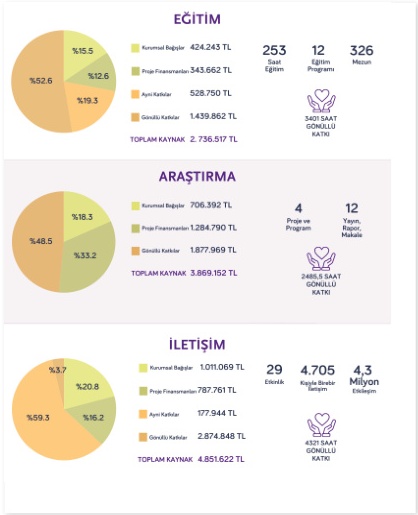 EĞİTİM
%15.5
%12.6
%19.3
%52.6
Kurumsal Bağışlar 424.243 TL
Proje Finansmanları 343.662 TL
Ayni Katkılar 528.750 TL
Gönüllü Katkılar 1.439.862 TL
TOPLAM KAYNAK 2. 736.517 TL
253
Saat
Eğitim
12
Eğitim
Programı
326
Mezun
3401 SAAT
GÖNÜLLÜ
KATKI
ARAŞTIRMA
%18.3
%33.2
%48.5
Kurumsal Bağışlar 706.392 TL
Proje Finansmanları 1.284.790 TL
Gönüllü Katkılar 1.877.969 TL
TOPLAM KAYNAK 3.869.152 TL
4
Proje ve
Program
12
Yayın,
Rapor,
Makale
2485,5 SAAT
GÖNÜLLÜ
KATKI
İLETİŞİM
%3.7
%20.8
%16.2
%59.3
Kurumsal Bağışlar 1.011.069 TL
Proje Finansmanları 787.761 TL
Ayni Katkılar 177.944 TL
Gönüllü Katkılar 2.874.848 TL
TOPLAM KAYNAK 4.851.622 TL
29
Etkinlik
4.705
Kişiyle Birebir
İletişim
4,3
Milyon
Etkileşim
4321 SAAT
GÖNÜLLÜ
KATKI